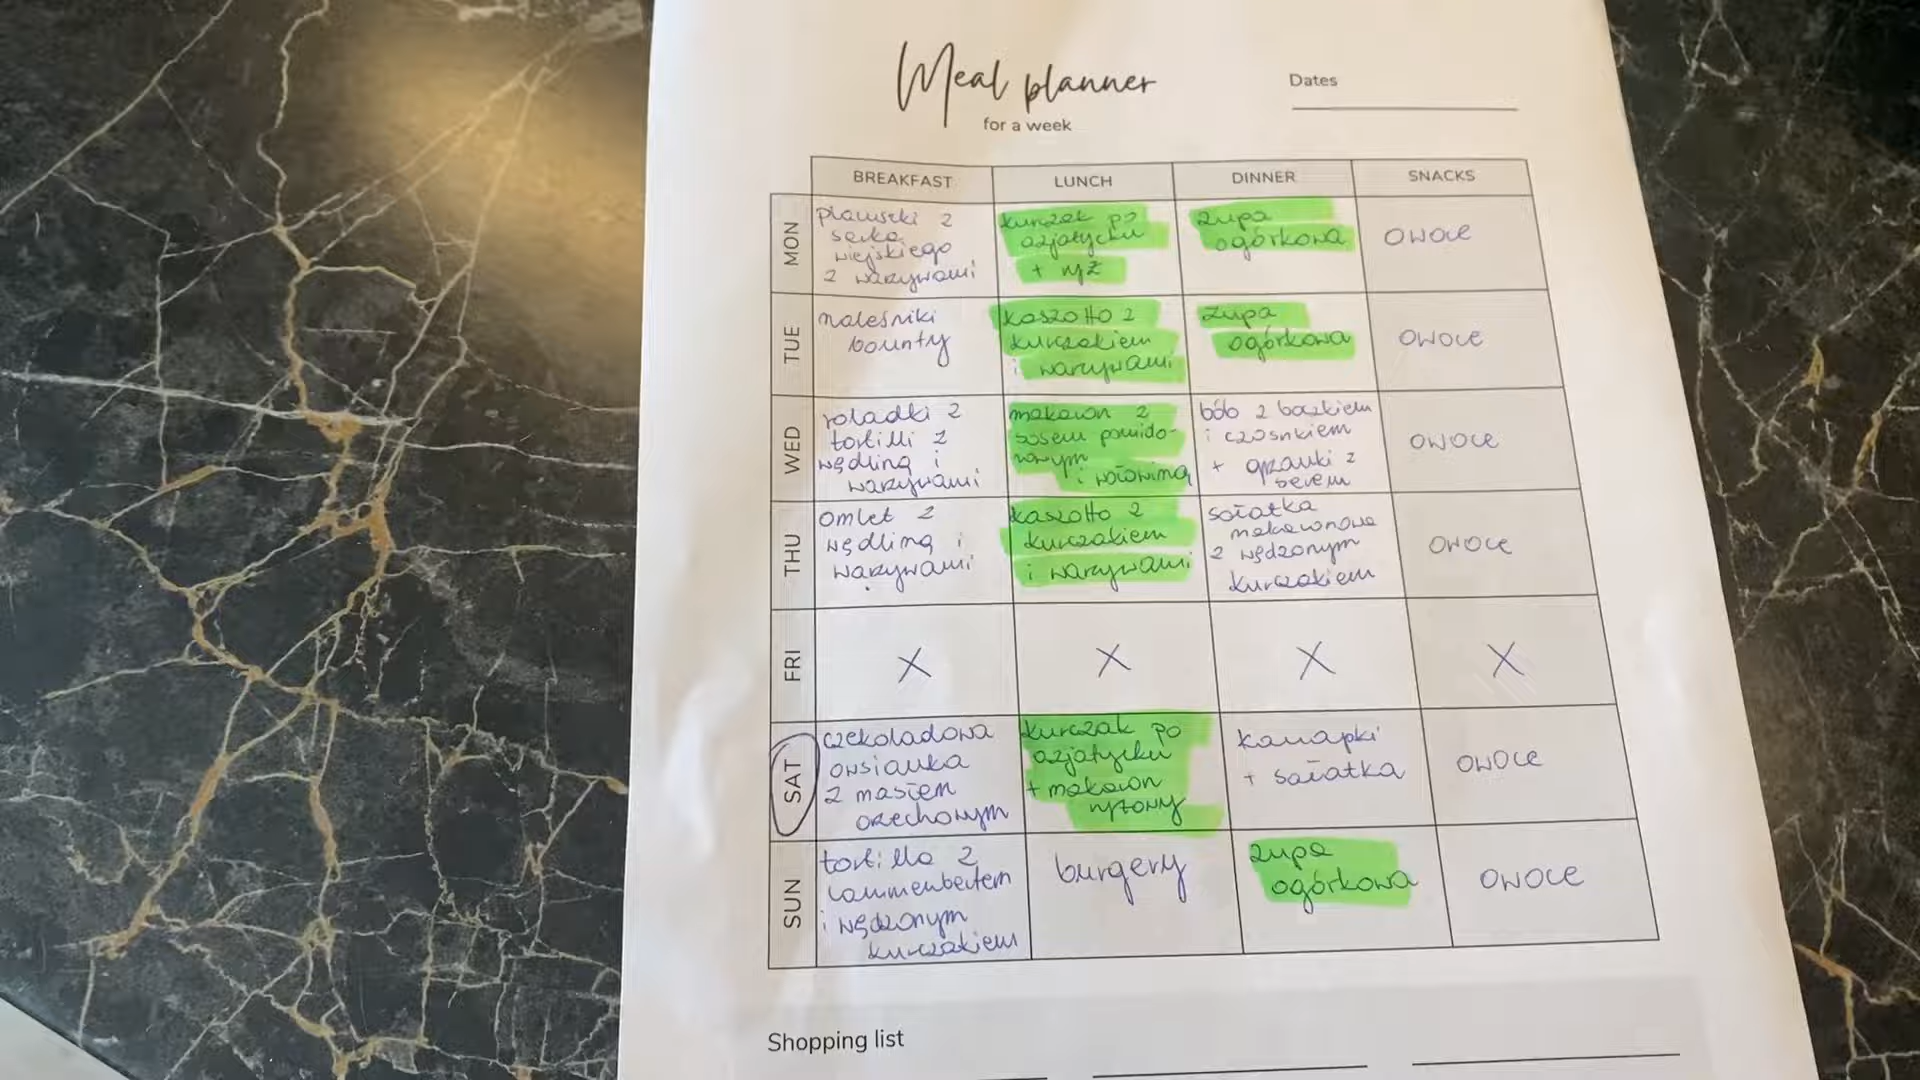 Meal planner
for a week
Dates
BREAKFAST
LUNCH
DINNER
SNACKS
MON
placuszki z
serka
wiejskiego
z warzywami
kurczak po
azjatycku
+ ryż
zupa
ogórkowa
owoce
TUE
naleśniki
bounty
kaszotto z
kurczakiem
i warzywami
zupa
ogórkowa
owoce
WED
roladki z
tortilli z
wędliną i
warzywami
makaron z
sosem pomido-
rowym
i wołowiną
bób z boczkiem
i czosnkiem
+ grzanki z
serem
owoce
THU
omlet z
wędliną i
warzywami
kaszotto z
kurczakiem
i warzywami
sałatka
makaronowa
z wędzonym
kurczakiem
owoce
FRI
X
X
X
X
SAT
czekoladowa
owsianka
z masłem
orzechowym
kurczak po
azjatycku
+ makaron
ryżowy
kanapki
+ sałatka
owoce
SUN
tortilla z
cammenbertem
i wędzonym
kurczakiem
burgery
zupa
ogórkowa
owoce
Shopping list